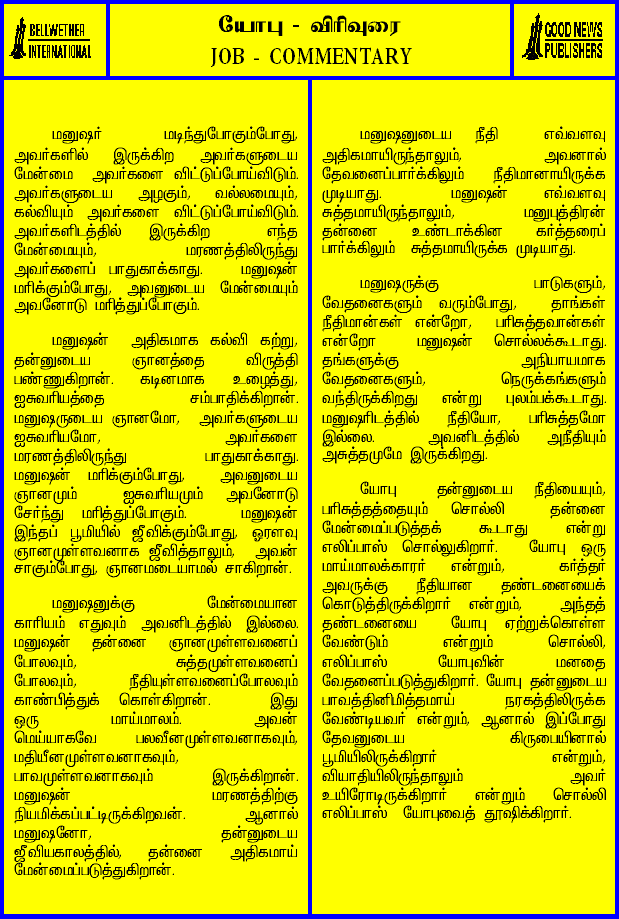 BELLWETHER
INTERNATIONAL
யோபு - விரிவுரை
JOB - COMMENTARY
GOOD NEWS
PUBLISHERS
மனுஷர் மடிந்துபோகும்போது,
அவர்களில் இருக்கிற அவர்களுடைய
மேன்மை அவர்களை விட்டுப்போய்விடும்.
அவர்களுடைய அழகும், வல்லமையும்,
கல்வியும் அவர்களை விட்டுப்போய்விடும்.
அவர்களிடத்தில் இருக்கிற எந்த
மேன்மையும், மரணத்திலிருந்து
அவர்களைப் பாதுகாக்காது. மனுஷன்
மரிக்கும்போது, அவனுடைய மேன்மையும்
அவனோடு மரித்துப்போகும்.
மனுஷன் அதிகமாக கல்வி கற்று,
தன்னுடைய ஞானத்தை விருத்தி
பண்ணுகிறான். கடினமாக உழைத்து,
ஐசுவரியத்தை சம்பாதிக்கிறான்.
மனுஷருடைய ஞானமோ, அவர்களுடைய
ஐசுவரியமோ, அவர்களை
மரணத்திலிருந்து பாதுகாக்காது.
மனுஷன் மரிக்கும்போது, அவனுடைய
ஞானமும் ஐசுவரியமும் அவனோடு
சேர்ந்து மரித்துப்போகும். மனுஷன்
இந்தப் பூமியில் ஜீவிக்கும்போது, ஓரளவு
ஞானமுள்ளவனாக ஜீவித்தாலும், அவன்
சாகும்போது, ஞானமடையாமல் சாகிறான்.
மனுஷனுக்கு மேன்மையான
காரியம் எதுவும் அவனிடத்தில் இல்லை.
மனுஷன் தன்னை ஞானமுள்ளவனைப்
போலவும், சுத்தமுள்ளவனைப்
போலவும், நீதியுள்ளவனைப்போலவும்
காண்பித்துக் கொள்கிறான். இது
ஒரு மாய்மாலம். அவன்
மெய்யாகவே பலவீனமுள்ளவனாகவும்,
மதியீனமுள்ளவனாகவும்,
பாவமுள்ளவனாகவும் இருக்கிறான்.
மனுஷன் மரணத்திற்கு
நியமிக்கப்பட்டிருக்கிறவன். ஆனால்
மனுஷனோ, தன்னுடைய
ஜீவியகாலத்தில், தன்னை அதிகமாய்
மேன்மைப்படுத்துகிறான்.
மனுஷனுடைய நீதி எவ்வளவு
அதிகமாயிருந்தாலும், அவனால்
தேவனைப்பார்க்கிலும் நீதிமானாயிருக்க
முடியாது. மனுஷன் எவ்வளவு
சுத்தமாயிருந்தாலும், மனுபுத்திரன்
தன்னை உண்டாக்கின கர்த்தரைப்
பார்க்கிலும் சுத்தமாயிருக்க முடியாது.
மனுஷருக்கு பாடுகளும்,
வேதனைகளும் வரும்போது, தாங்கள்
நீதிமான்கள் என்றோ, பரிசுத்தவான்கள்
என்றோ மனுஷன் சொல்லக்கூடாது.
தங்களுக்கு அநியாயமாக
வேதனைகளும், நெருக்கங்களும்
வந்திருக்கிறது என்று புலம்பக்கூடாது.
மனுஷரிடத்தில் நீதியோ, பரிசுத்தமோ
இல்லை. அவனிடத்தில் அநீதியும்
அசுத்தமுமே இருக்கிறது.
யோபு தன்னுடைய நீதியையும்,
பரிசுத்தத்தையும் சொல்லி தன்னை
மேன்மைப்படுத்தக் கூடாது என்று
எலிப்பாஸ் சொல்லுகிறார். யோபு ஒரு
மாய்மாலக்காரர் என்றும், கர்த்தர்
அவருக்கு நீதியான தண்டனையைக்
கொடுத்திருக்கிறார் என்றும், அந்தத்
தண்டனையை யோபு ஏற்றுக்கொள்ள
வேண்டும் என்றும் சொல்லி,
எலிப்பாஸ் யோபுவின் மனதை
வேதனைப்படுத்துகிறார். யோபு தன்னுடைய
பாவத்தினிமித்தமாய் நரகத்திலிருக்க
வேண்டியவர் என்றும், ஆனால் இப்போது
தேவனுடைய கிருபையினால்
பூமியிலிருக்கிறார் என்றும்,
வியாதியிலிருந்தாலும் அவர்
உயிரோடிருக்கிறார் என்றும் சொல்லி
எலிப்பாஸ் யோபுவைத் தூஷிக்கிறார்.